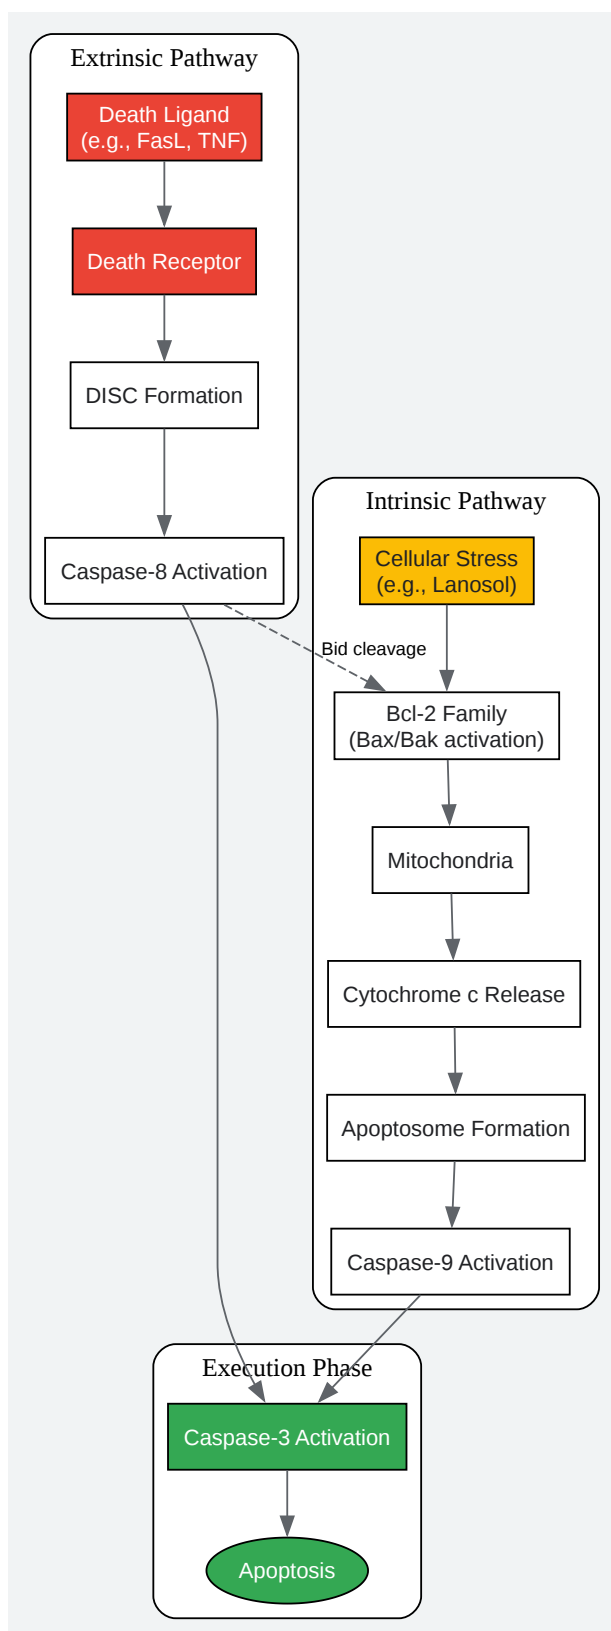 Extrinsic Pathway
Death Ligand
(e.g., FasL, TNF)
Death Receptor
DISC Formation
Caspase-8 Activation
Intrinsic Pathway
Cellular Stress
(e.g., Lanosol)
Bid cleavage
Bcl-2 Family
(Bax/Bak activation)
Mitochondria
Cytochrome c Release
Apoptosome Formation
Caspase-9 Activation
Execution Phase
Caspase-3 Activation
Apoptosis